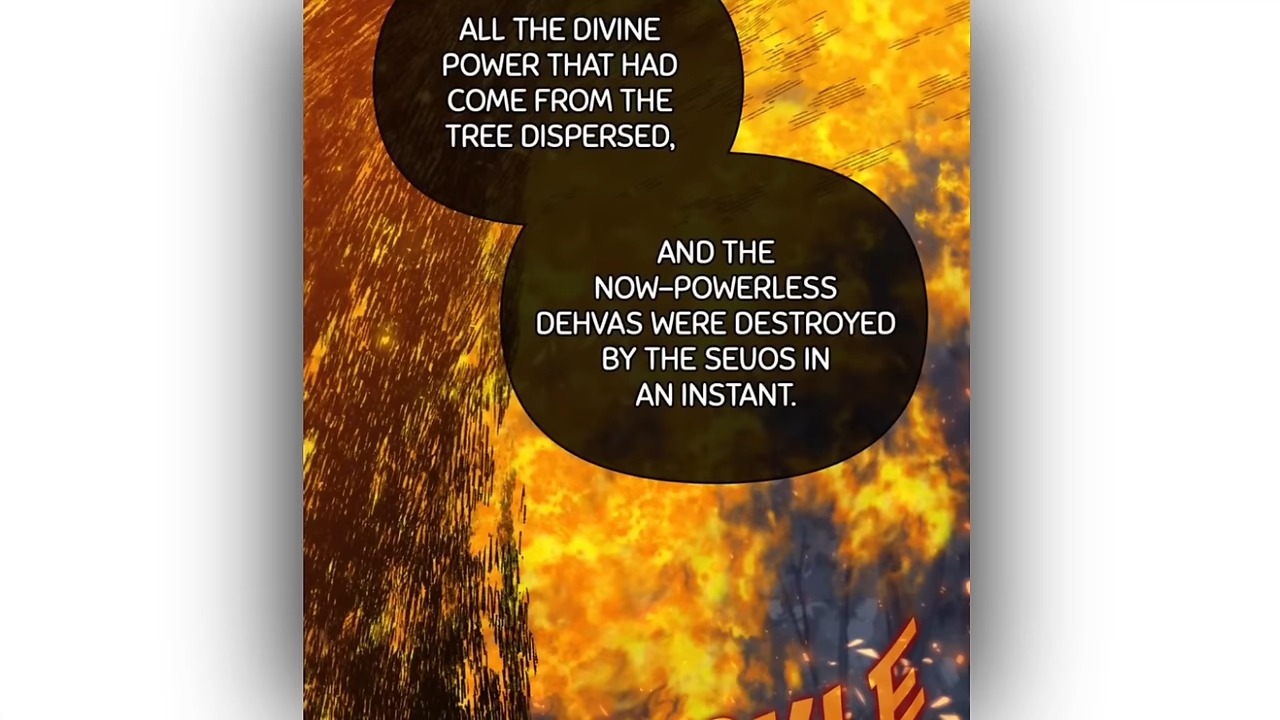 ALL THE DIVINE
POWER THAT HAD
COME FROM THE
TREE DISPERSED,
AND THE
NOW-POWERLESS
DEHVAS WERE DESTROYED
BY THE SEUOS IN
AN INSTANT.